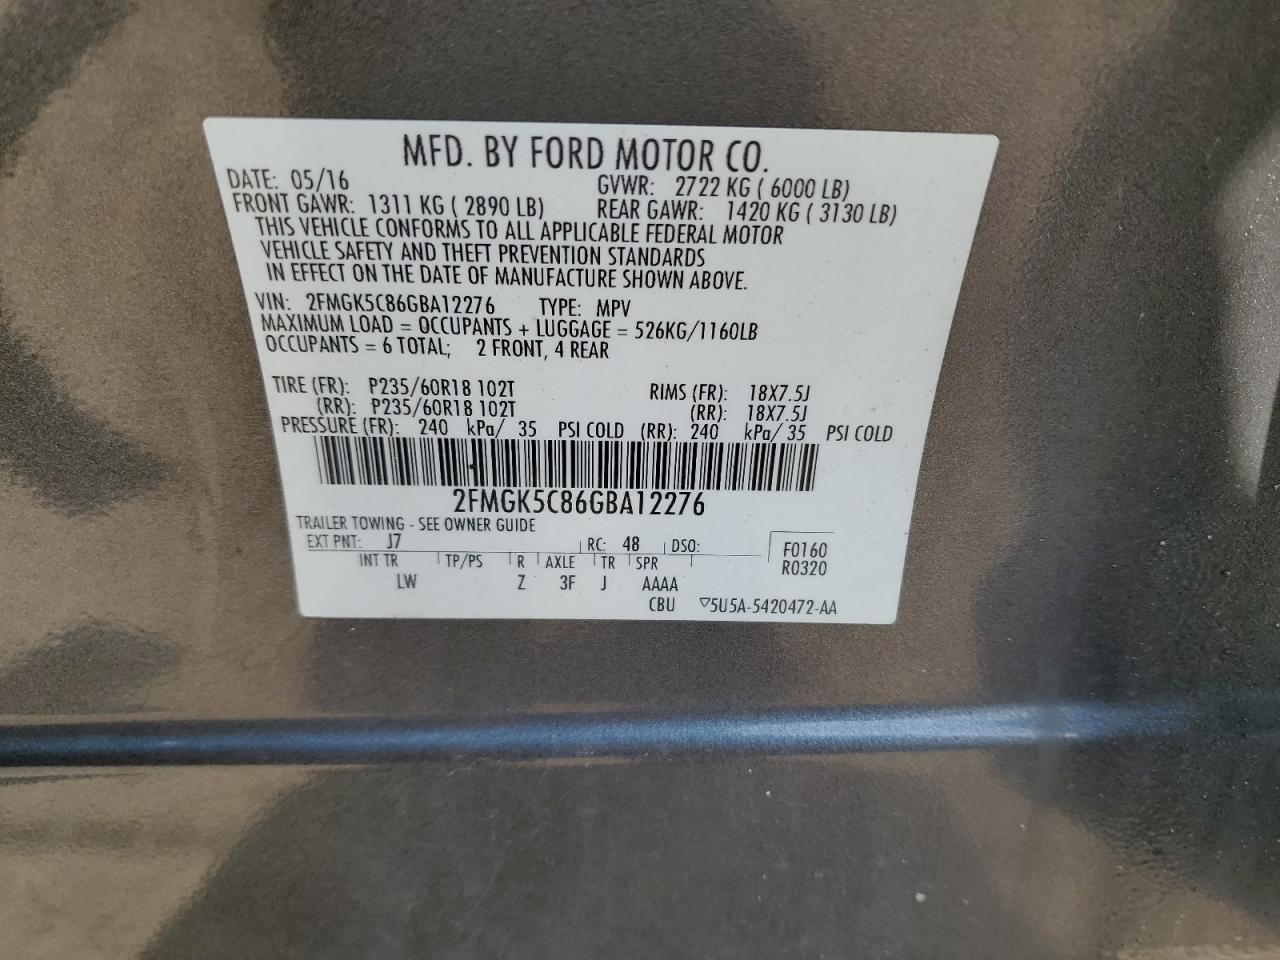 MFD. BY FORD MOTOR CO.
DATE: 05/16 GVWR: 2722 KG ( 6000 LB)
FRONT GAWR: 1311 KG ( 2890 LB) REAR GAWR: 1420 KG ( 3130 LB)
THIS VEHICLE CONFORMS TO ALL APPLICABLE FEDERAL MOTOR
VEHICLE SAFETY AND THEFT PREVENTION STANDARDS
IN EFFECT ON THE DATE OF MANUFACTURE SHOWN ABOVE.
VIN: 2FMGK5C86GBA12276 TYPE: MPV
MAXIMUM LOAD = OCCUPANTS + LUGGAGE = 526KG/1160LB
OCCUPANTS = 6 TOTAL; 2 FRONT, 4 REAR
TIRE (FR): P235/60R18 102T RIMS (FR): 18X7.5J
(RR): P235/60R18 102T (RR): 18X7.5J
PRESSURE (FR): 240 kPa/ 35 PSI COLD (RR): 240 kPa/ 35 PSI COLD
2FMGK5C86GBA12276
TRAILER TOWING - SEE OWNER GUIDE
EXT PNT: J7 RC: 48 DSO: F0160
INT TR TP/PS R AXLE TR SPR R0320
LW Z 3F J AAAA
CBU ▽5U5A-5420472-AA